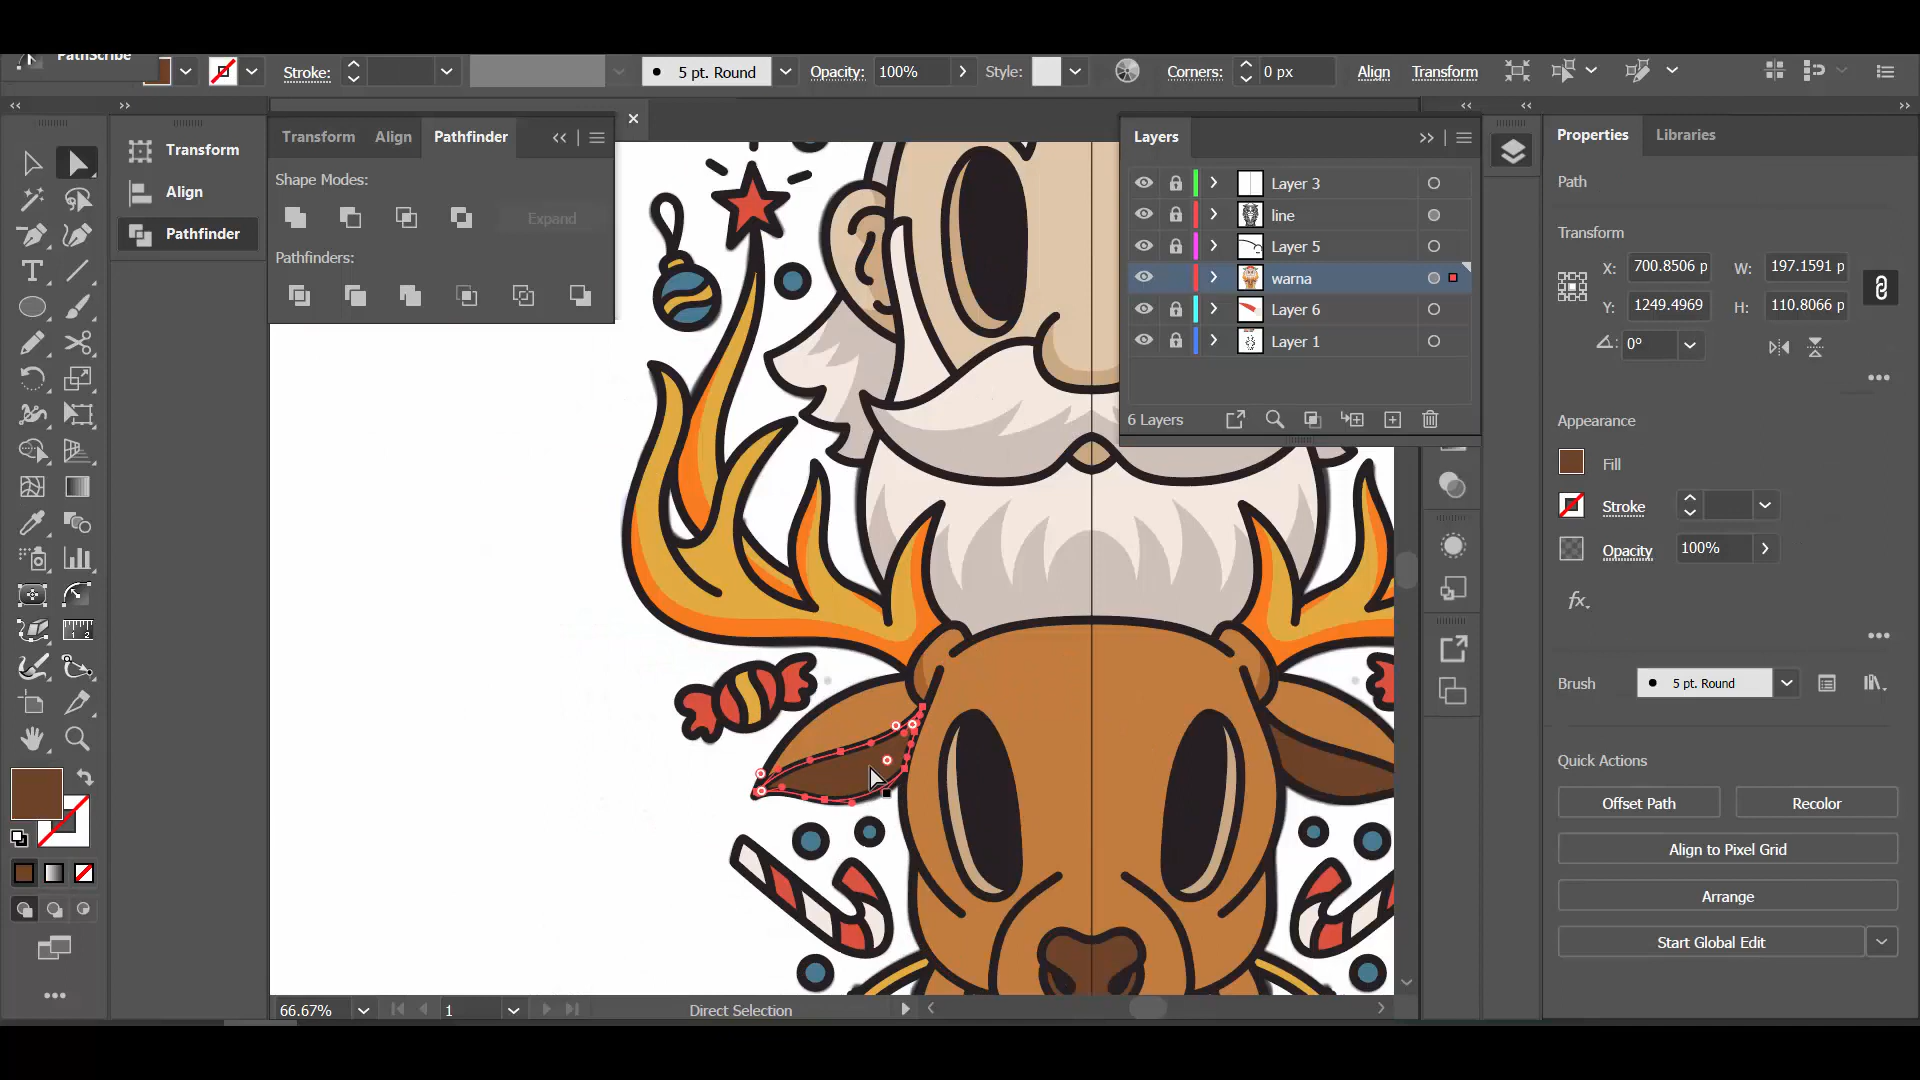 PathScribe
Stroke:
5 pt. Round
Opacity:
100%
Style:
Corners:
0 px
Align
Transform
Transform
Align
Pathfinder
Transform
Align
Pathfinder
Shape Modes:
Expand
Pathfinders:
Layers
Layer 3
line
Layer 5
warna
Layer 6
Layer 1
6 Layers
Properties
Libraries
Path
Transform
X:
700.8506 p
W:
197.1591 p
Y:
1249.4969
H:
110.8066 p
0°
Appearance
Fill
Stroke
Opacity
100%
fx
Brush
5 pt. Round
Quick Actions
Offset Path
Recolor
Align to Pixel Grid
Arrange
Start Global Edit
66.67%
1
Direct Selection